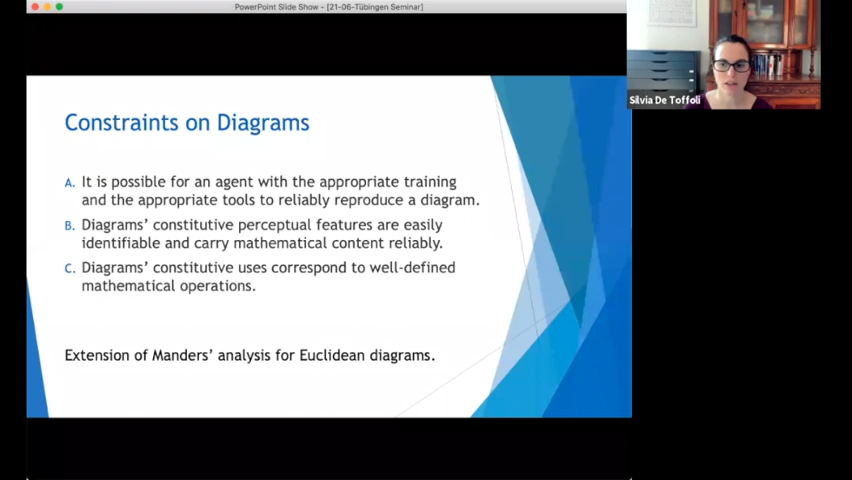 PowerPoint Slide Show - [21-06-Tübingen Seminar]
Silvia De Toffoli
Constraints on Diagrams
A. It is possible for an agent with the appropriate training
and the appropriate tools to reliably reproduce a diagram.
B. Diagrams' constitutive perceptual features are easily
identifiable and carry mathematical content reliably.
C. Diagrams' constitutive uses correspond to well-defined
mathematical operations.
Extension of Manders' analysis for Euclidean diagrams.